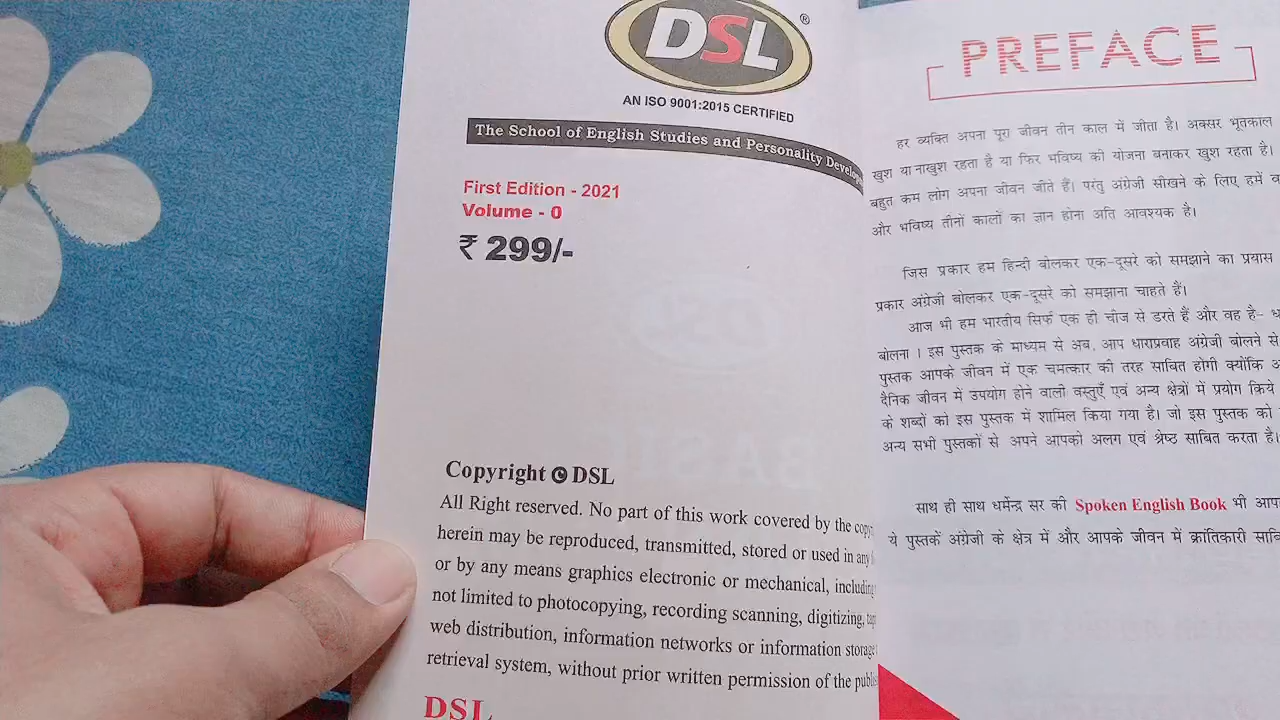 DSL ®
AN ISO 9001:2015 CERTIFIED
The School of English Studies and Personality
First Edition - 2021
Volume - 0
₹ 299/-
Copyright © DSL
All Right reserved. No part of this work covered by the
herein may be reproduced, transmitted, stored or used in any
or by any means graphics electronic or mechanical, including
not limited to photocopying, recording scanning, digitizing,
web distribution, information networks or information storage
retrieval system, without prior written permission of the
DSL
PREFACE
हर व्यक्ति अपना पूरा जीवन तीन काल में जीता है। अक्सर भूतकाल
खुश या नाखुश रहता है या फिर भविष्य की योजना बनाकर खुश रहता है।
बहुत कम लोग अपना जीवन जीते हैं। परंतु अंग्रेजी सीखने के लिए हमें
और भविष्य तीनों कालों का ज्ञान होना अति आवश्यक है।
जिस प्रकार हम हिन्दी बोलकर एक-दूसरे को समझाने का प्रयास
प्रकार अंग्रेजी बोलकर एक-दूसरे को समझाना चाहते हैं।
आज भी हम भारतीय सिर्फ एक ही चीज से डरते हैं और वह है-
बोलना । इस पुस्तक के माध्यम से अब, आप धाराप्रवाह अंग्रेजी बोलने से
पुस्तक आपके जीवन में एक चमत्कार की तरह साबित होगी क्योंकि
दैनिक जीवन में उपयोग होने वाली वस्तुएँ एवं अन्य क्षेत्रों में प्रयोग किये
के शब्दों को इस पुस्तक में शामिल किया गया है। जो इस पुस्तक को
अन्य सभी पुस्तकों से अपने आपको अलग एवं श्रेष्ठ साबित करता है।
साथ ही साथ धर्मेन्द्र सर की Spoken English Book भी
ये पुस्तकें अंग्रेजी के क्षेत्र में और आपके जीवन में क्रांतिकारी